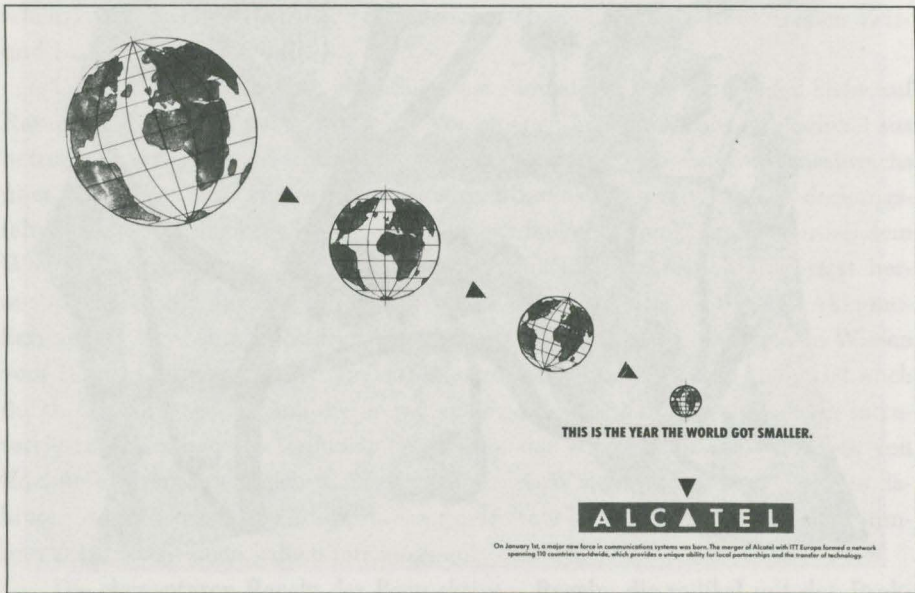 THIS IS THE YEAR THE WORLD GOT SMALLER.
ALCATEL
On January 1st, a major new force in communications systems was born. The merger of Alcatel with ITT Europe formed a network
spanning 110 countries worldwide, which provides a unique ability for local partnerships and the transfer of technology.